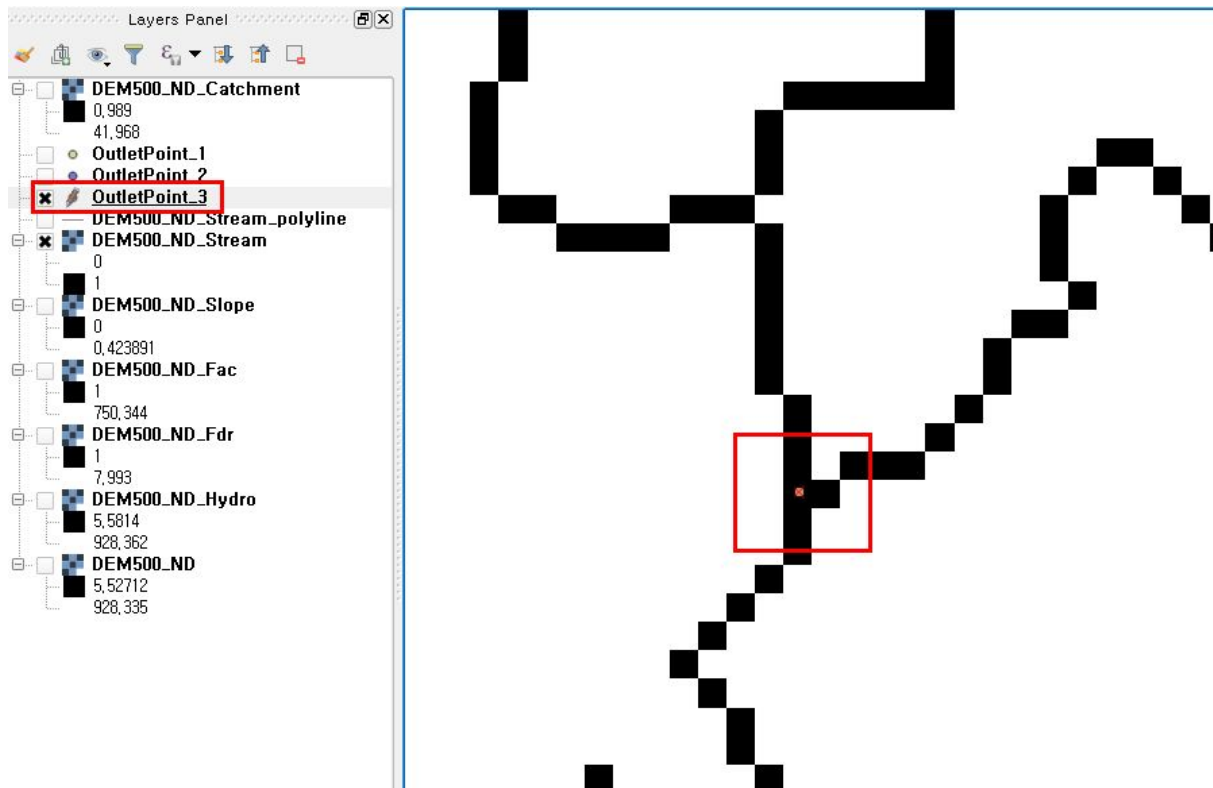 Layers Panel
DEM500_ND_Catchment
0,989
41,968
OutletPoint_1
OutletPoint_2
OutletPoint_3
DEM500_ND_Stream_polyline
DEM500_ND_Stream
0
1
DEM500_ND_Slope
0
0,423891
DEM500_ND_Fac
1
750,344
DEM500_ND_Fdr
1
7,993
DEM500_ND_Hydro
5,5814
928,362
DEM500_ND
5,52712
928,335